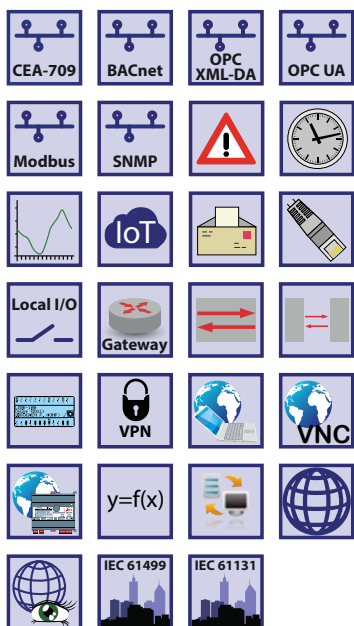 CEA-709
BACnet
OPC
XML-DA
OPC UA
Modbus
SNMP
IoT
Local I/O
Gateway
VPN
VNC
y=f(x)
IEC 61499
IEC 61131